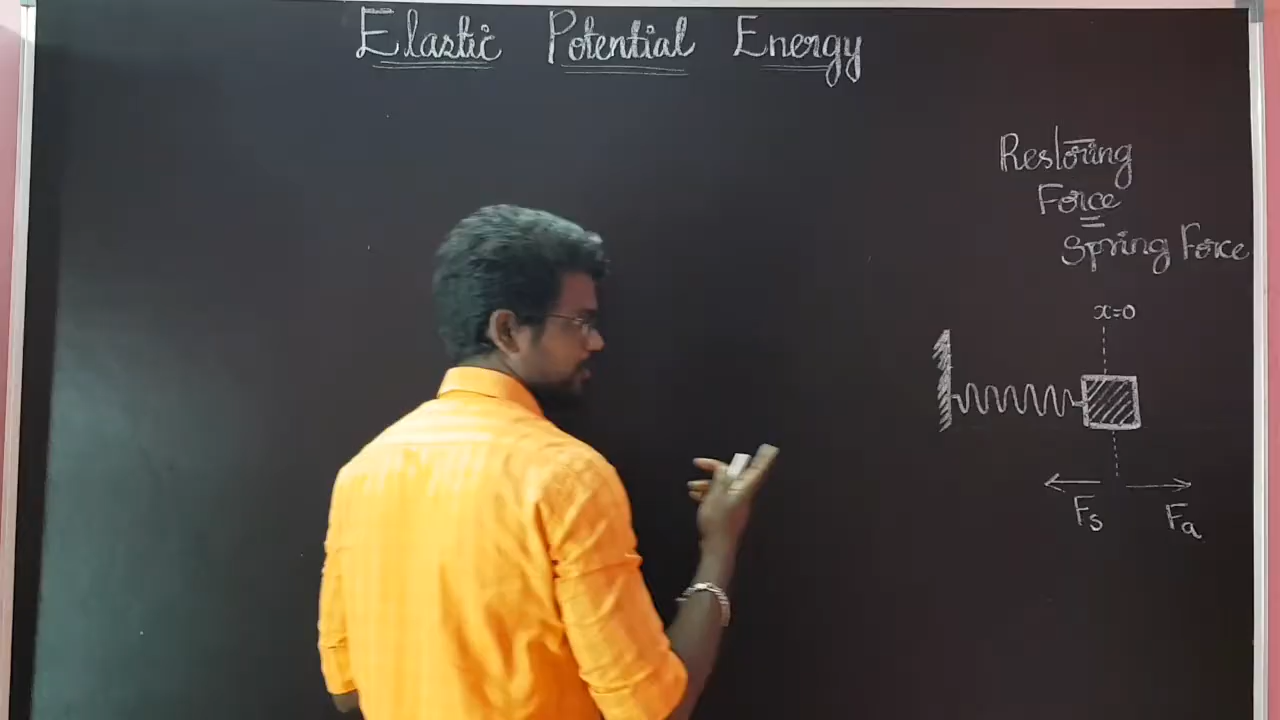 Elastic Potential Energy
Restoring
Force
=
Spring Force
x=0
Fs
Fa